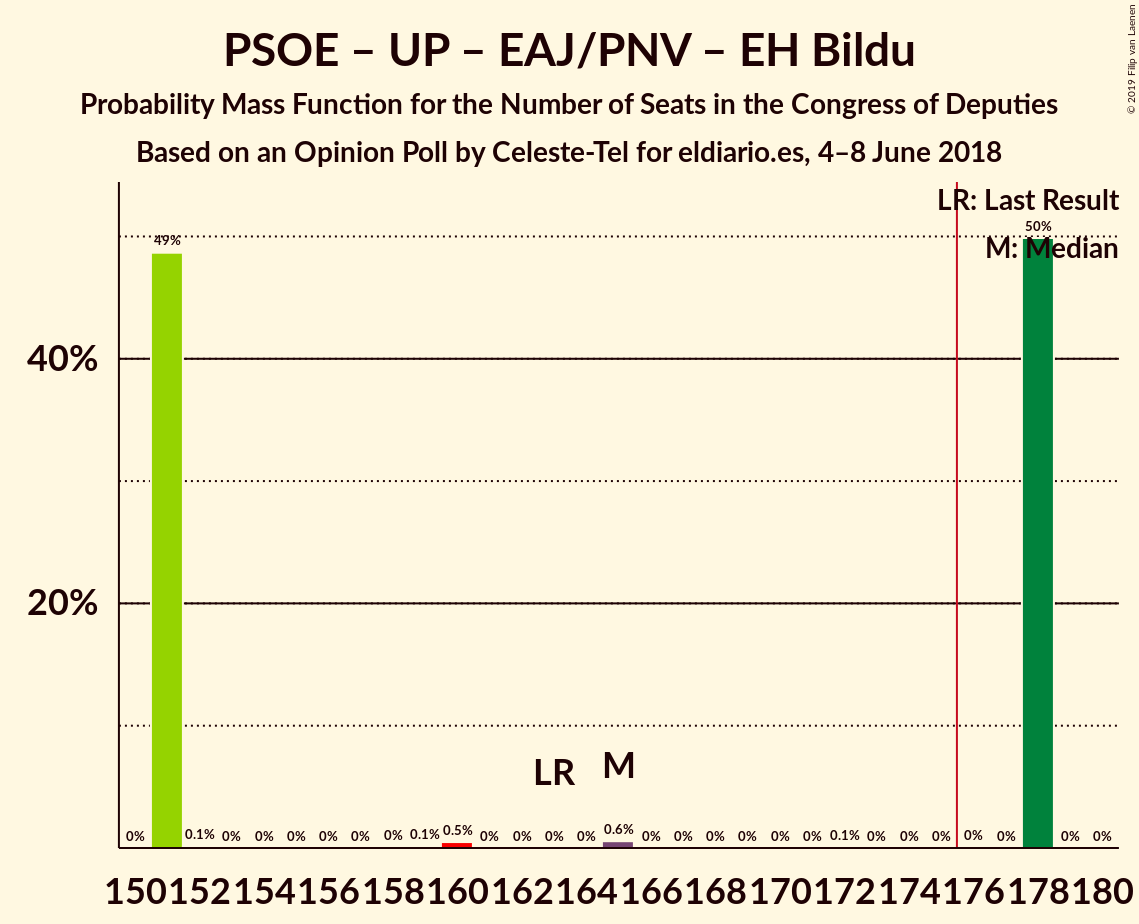 PSOE – UP – EAJ/PNV – EH Bildu
Probability Mass Function for the Number of Seats in the Congress of Deputies
Based on an Opinion Poll by Celeste-Tel for eldiario.es, 4–8 June 2018
© 2019 Filip van Laenen
LR: Last Result
M: Median
49% 50%
40%
20%
LR M
0% 0.1% 0% 0% 0% 0% 0% 0% 0.1% 0.5% 0% 0% 0% 0% 0.6% 0% 0% 0% 0% 0% 0% 0.1% 0% 0% 0% 0% 0% 0% 0%
150 152 154 156 158 160 162 164 166 168 170 172 174 176 178 180